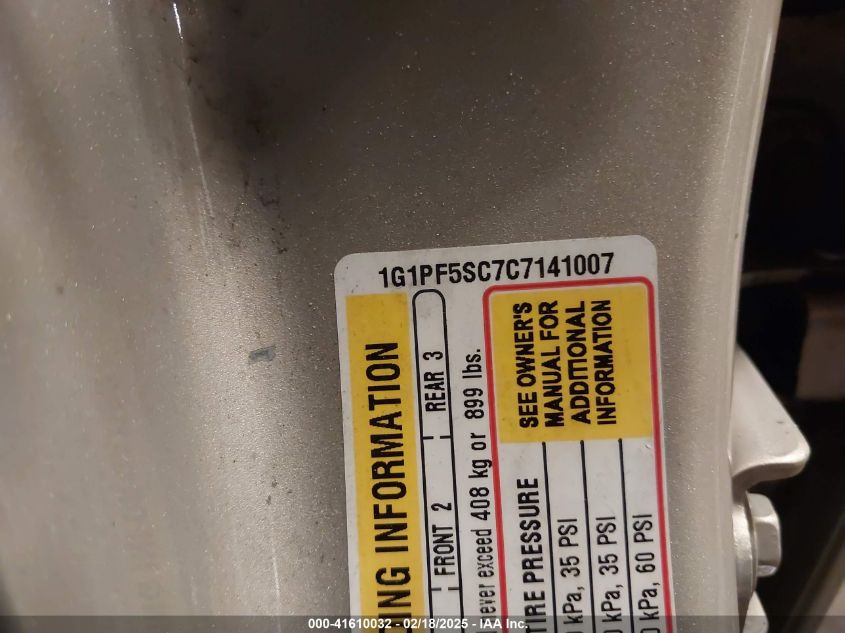 1G1PF5SC7C7141007
ING INFORMATION
FRONT 2 REAR 3
ever exceed 408 kg or 899 lbs.
TIRE PRESSURE
SEE OWNER'S
MANUAL FOR
ADDITIONAL
INFORMATION
kPa, 35 PSI
kPa, 35 PSI
kPa, 60 PSI
000-41610032 - 02/18/2025 - IAA Inc.